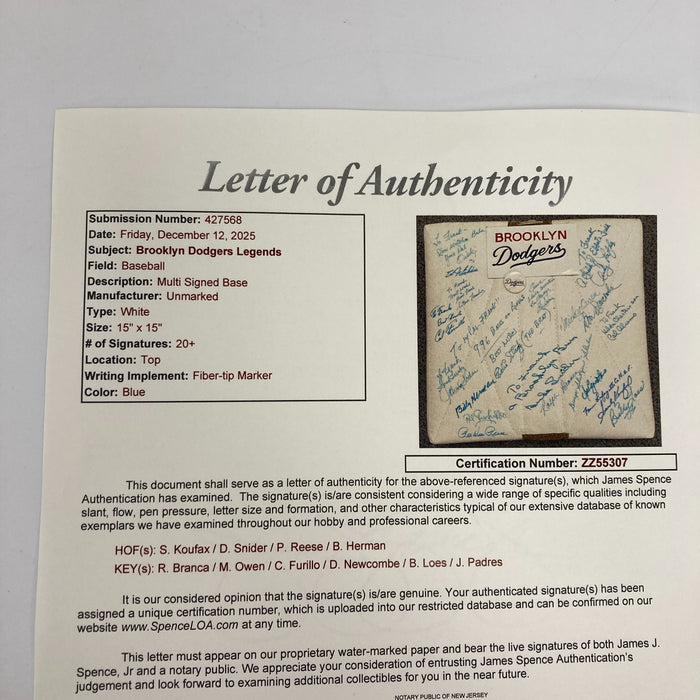 Letter of Authenticity
Submission Number: 427568
Date: Friday, December 12, 2025
Subject: Brooklyn Dodgers Legends
Field: Baseball
Description: Multi Signed Base
Manufacturer: Unmarked
Type: White
Size: 15" x 15"
# of Signatures: 20+
Location: Top
Writing Implement: Fiber-tip Marker
Color: Blue
BROOKLYN
Dodgers
Certification Number: ZZ55307
This document shall serve as a letter of authenticity for the above-referenced signature(s), which James Spence
Authentication has examined. The signature(s) is/are consistent considering a wide range of specific qualities including
slant, flow, pen pressure, letter size and formation, and other characteristics typical of our extensive database of known
exemplars we have examined throughout our hobby and professional careers.
HOF(s): S. Koufax / D. Snider / P. Reese / B. Herman
KEY(s): R. Branca / M. Owen / C. Furillo / D. Newcombe / B. Loes / J. Padres
It is our considered opinion that the signature(s) is/are genuine. Your authenticated signature(s) has been
assigned a unique certification number, which is uploaded into our restricted database and can be confirmed on our
website www.SpenceLOA.com at any time.
This letter must appear on our proprietary water-marked paper and bear the live signatures of both James J.
Spence, Jr and a notary public. We appreciate your consideration of entrusting James Spence Authentication's
judgement and look forward to examining additional collectibles for you in the near future.
NOTARY PUBLIC OF NEW JERSEY